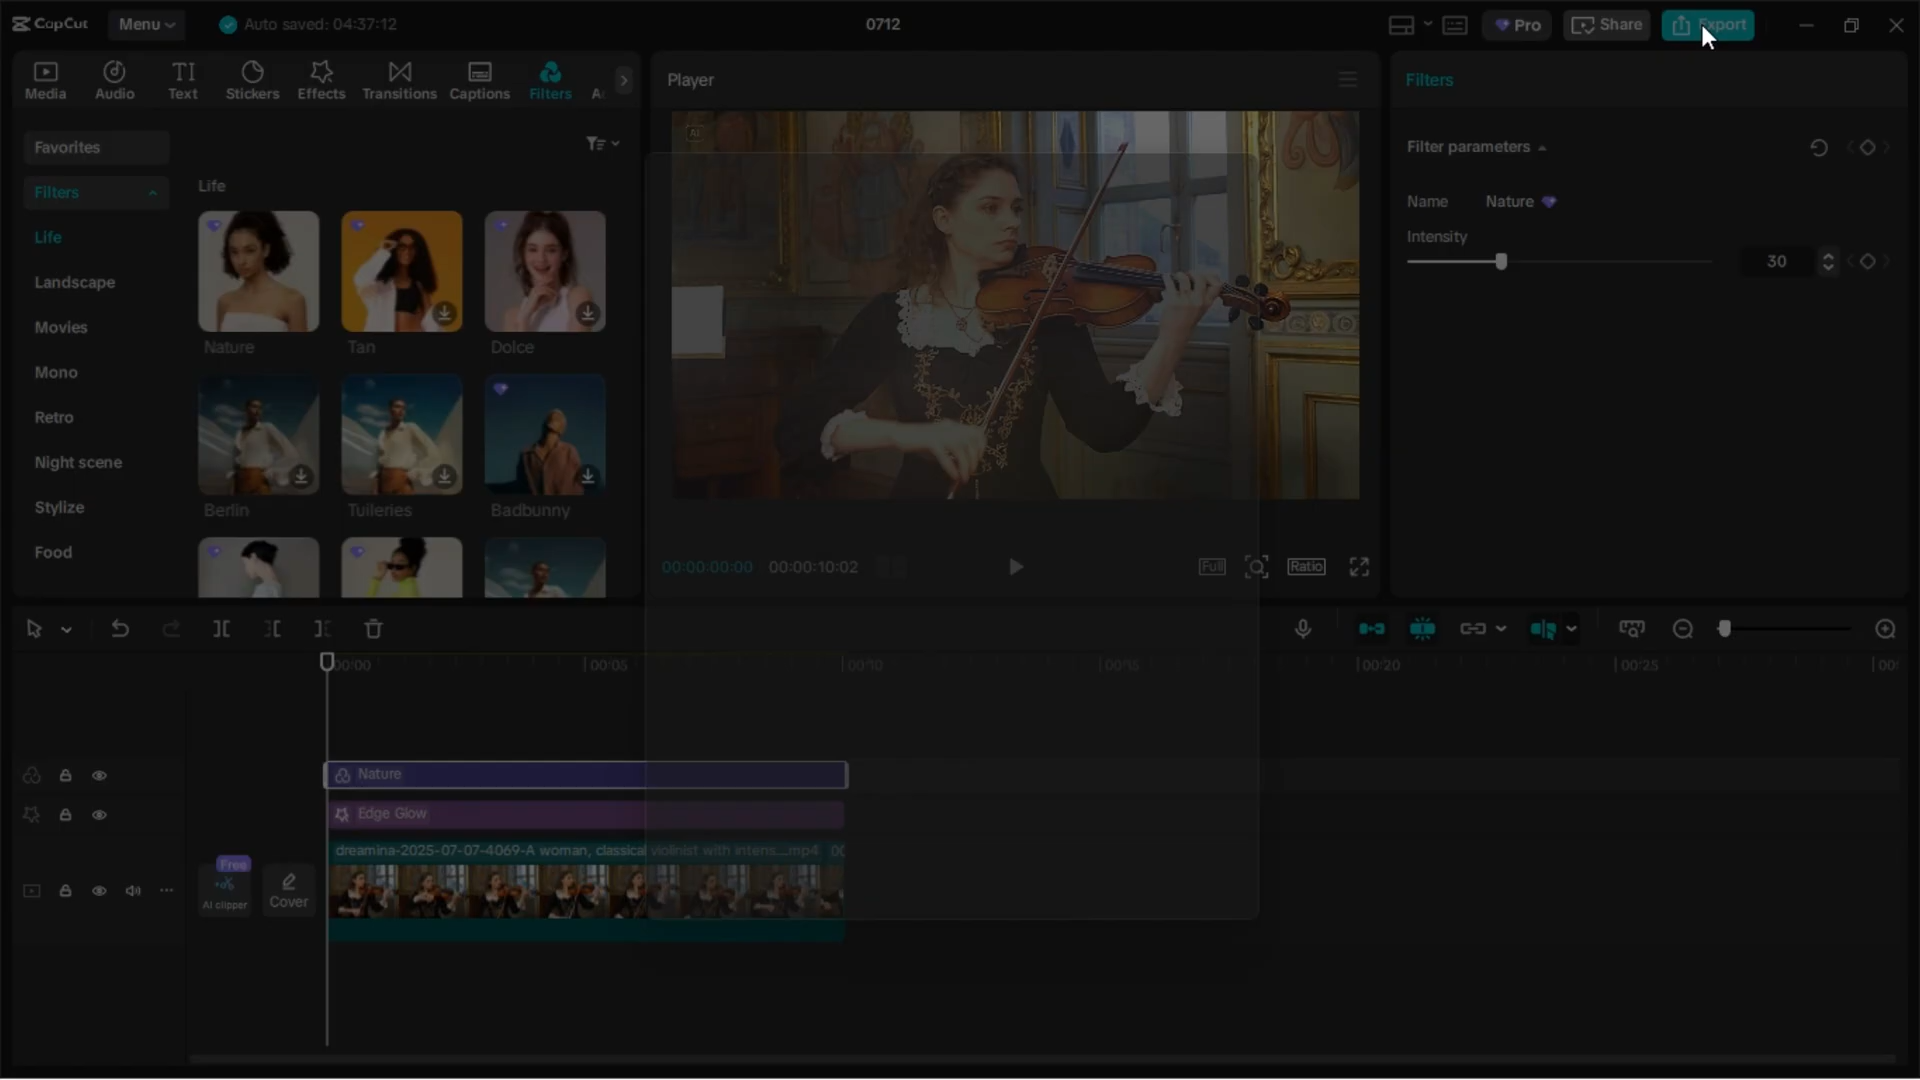 CapCut
Menu
Auto saved: 04:37:12
0712
Pro
Share
Export
Media
Audio
Text
Stickers
Effects
Transitions
Captions
Filters
Player
Filters
Favorites
Filters
Life
Landscape
Movies
Mono
Retro
Night scene
Stylize
Food
Life
Nature
Tan
Dolce
Berlin
Tuileries
Badbunny
AI
00:00:00:00
00:00:10:02
Full
Ratio
Filter parameters
Name
Nature
Intensity
30
00:00
00:05
00:10
00:15
00:20
00:25
Nature
Edge Glow
dreamina-2025-07-07-4069-A woman, classical violinist with intens...mp4
Free
AI clipper
Cover